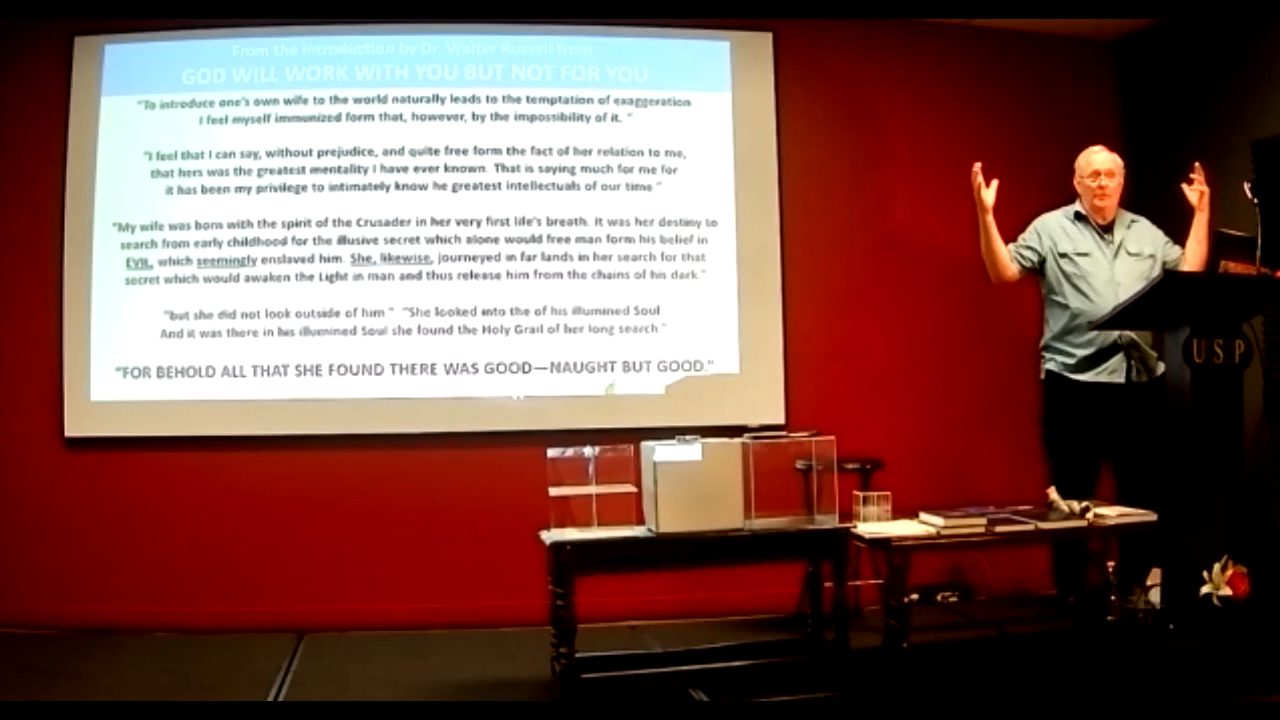 From the introduction by Dr. Walter Russell from:
GOD WILL WORK WITH YOU BUT NOT FOR YOU
"To introduce one's own wife to the world naturally leads to the temptation of exaggeration
I feel myself immunized form that, however, by the impossibility of it. "
"I feel that I can say, without prejudice, and quite free form the fact of her relation to me,
that hers was the greatest mentality I have ever known. That is saying much for me for
it has been my privilege to intimately know he greatest intellectuals of our time "
"My wife was born with the spirit of the Crusader in her very first life's breath. It was her destiny to
search from early childhood for the illusive secret which alone would free man form his belief in
EVIL, which seemingly enslaved him. She, likewise, journeyed in far lands in her search for that
secret which would awaken the Light in man and thus release him from the chains of his dark."
"but she did not look outside of him " "She looked into the of his illumined Soul
And it was there in his illumined Soul she found the Holy Grail of her long search."
"FOR BEHOLD ALL THAT SHE FOUND THERE WAS GOOD—NAUGHT BUT GOOD."
USP